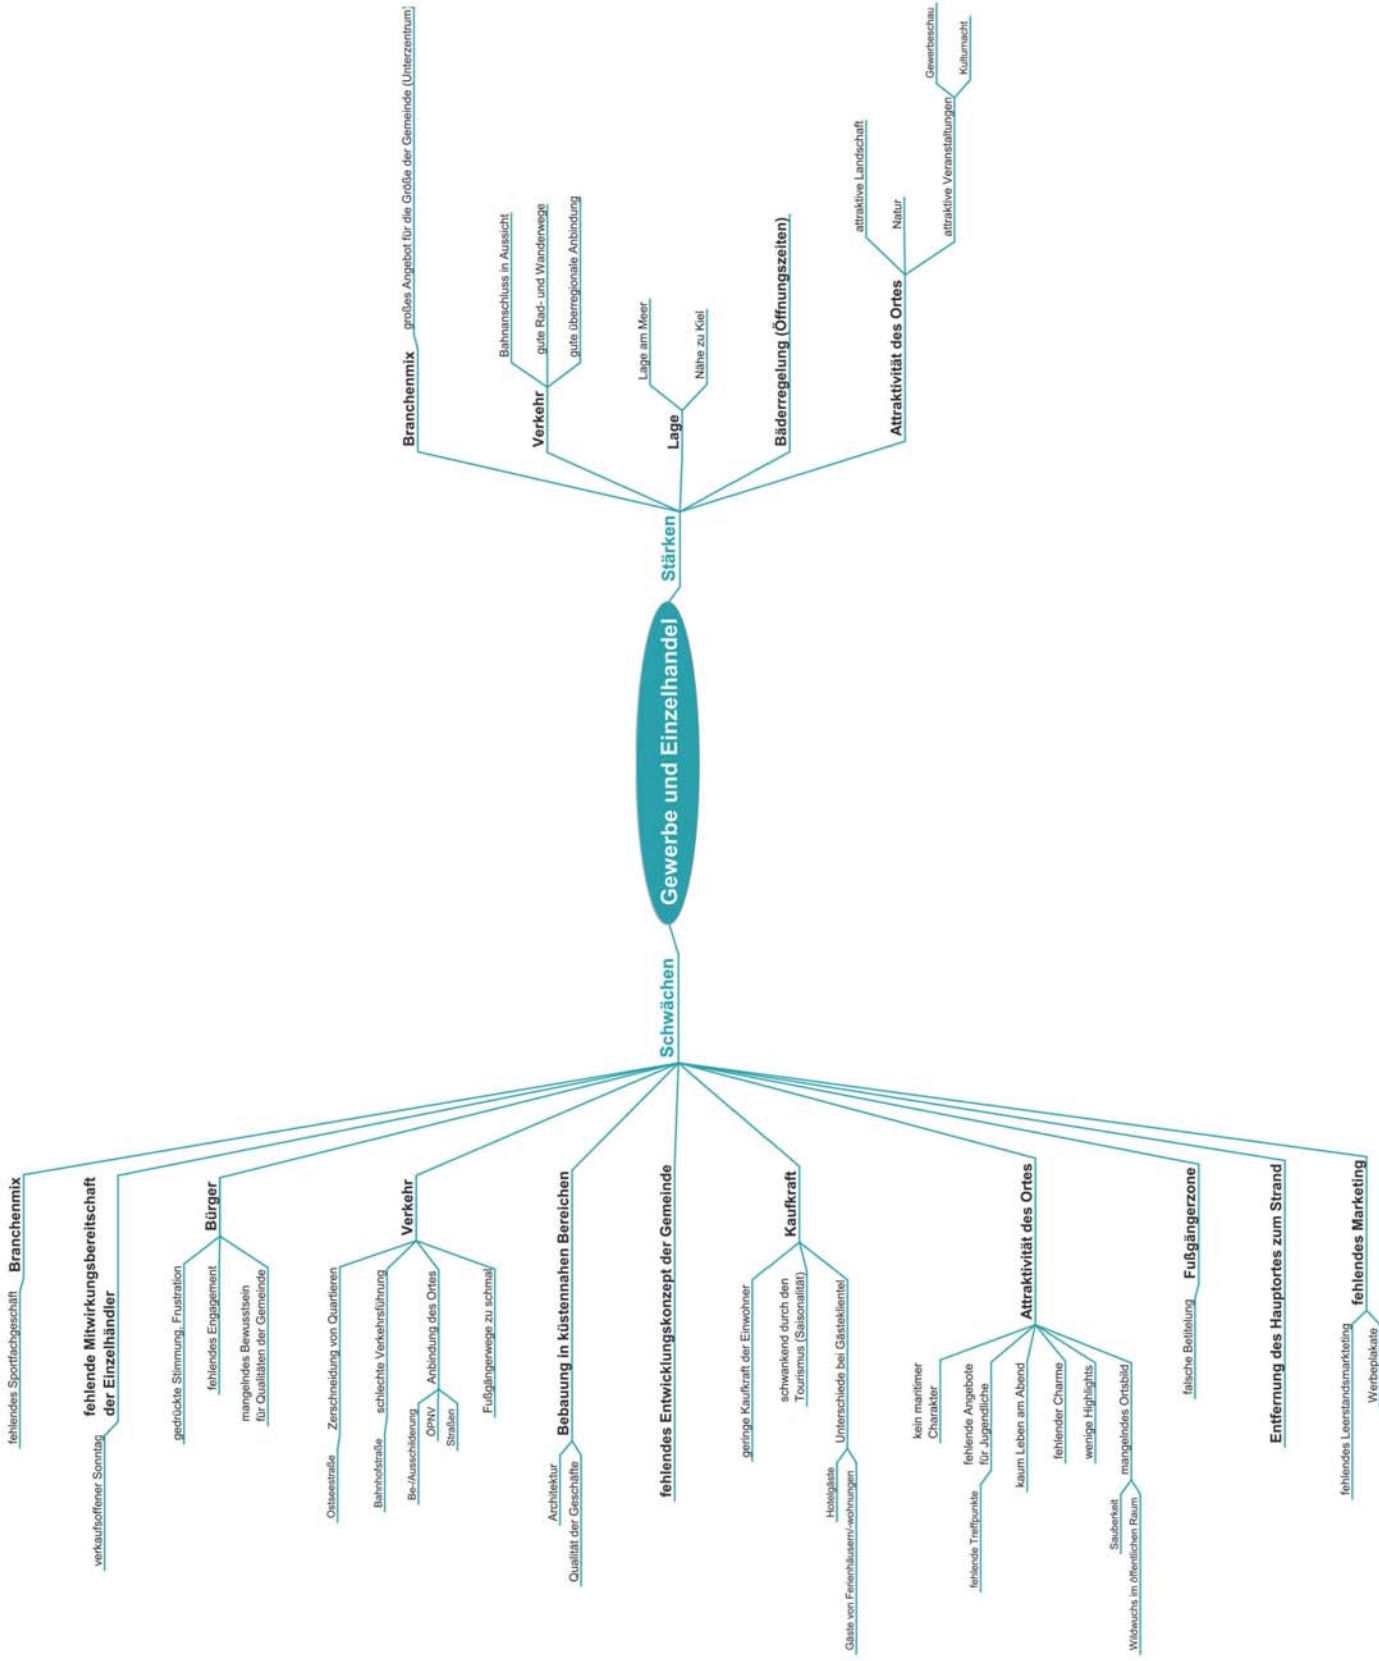 Gewerbe und Einzelhandel
Schwächen
Branchenmix
fehlendes Sportfachgeschäft
fehlende Mitwirkungsbereitschaft
der Einzelhändler
verkaufsoffener Sonntag
Bürger
gedrückte Stimmung, Frustration
fehlendes Engagement
mangelndes Bewusstsein
für Qualitäten der Gemeinde
Verkehr
Zerschneidung von Quartieren
Ostseestraße
schlechte Verkehrsführung
Bahnhofstraße
Anbindung des Ortes
Be-/Ausschilderung
ÖPNV
Straßen
Fußgängerwege zu schmal
Bebauung in küstennahen Bereichen
Architektur
Qualität der Geschäfte
fehlendes Entwicklungskonzept der Gemeinde
Kaufkraft
geringe Kaufkraft der Einwohner
schwankend durch den
Tourismus (Saisonalität)
Unterschiede bei Gästeklientel
Hotelgäste
Gäste von Ferienhäusern/-wohnungen
Attraktivität des Ortes
kein maritimer
Charakter
fehlende Angebote
für Jugendliche
fehlende Treffpunkte
kaum Leben am Abend
fehlender Charme
wenige Highlights
mangelndes Ortsbild
Sauberkeit
Wildwuchs im öffentlichen Raum
Fußgängerzone
falsche Betitelung
Entfernung des Hauptortes zum Strand
fehlendes Marketing
fehlendes Leerstandsmarkteting
Werbeplakate
Stärken
Branchenmix
großes Angebot für die Größe der Gemeinde (Unterzentrum)
Verkehr
Bahnanschluss in Aussicht
gute Rad- und Wanderwege
gute überregionale Anbindung
Lage
Lage am Meer
Nähe zu Kiel
Bäderregelung (Öffnungszeiten)
Attraktivität des Ortes
attraktive Landschaft
Natur
attraktive Veranstaltungen
Gewerbeschau
Kulturnacht